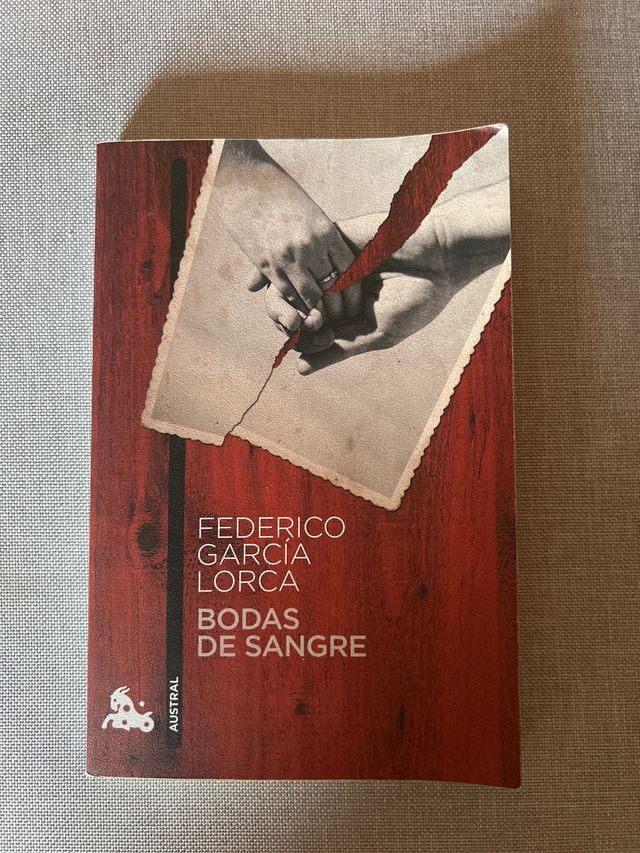 FEDERICO
GARCÍA
LORCA
BODAS
DE SANGRE
AUSTRAL